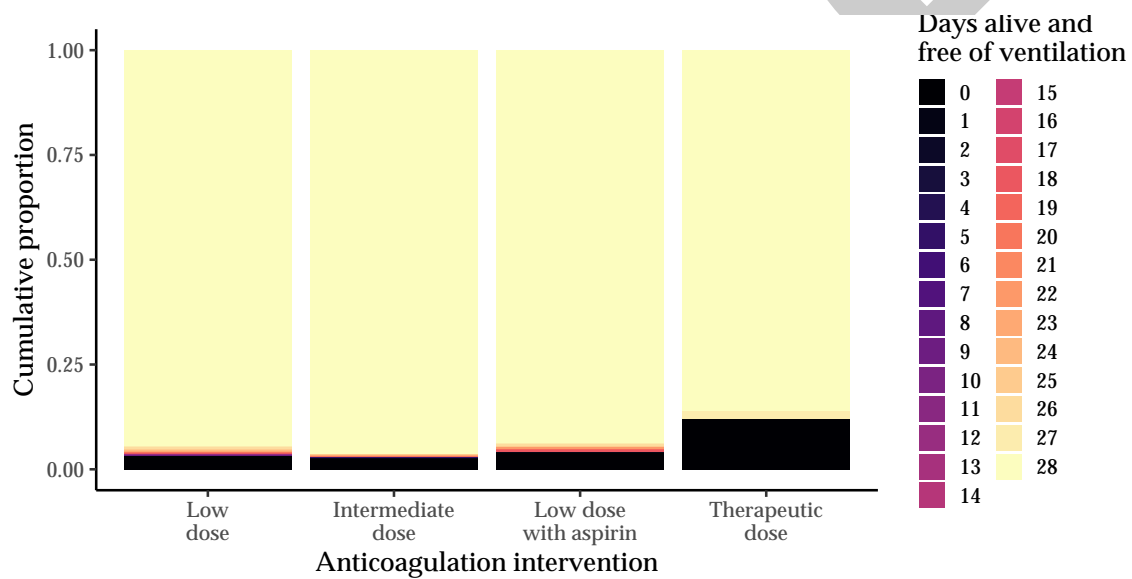 Days alive and
free of ventilation
0
1
2
3
4
5
6
7
8
9
10
11
12
13
14
15
16
17
18
19
20
21
22
23
24
25
26
27
28
Cumulative proportion
1.00
0.75
0.50
0.25
0.00
Low
dose
Intermediate
dose
Low dose
with aspirin
Therapeutic
dose
Anticoagulation intervention